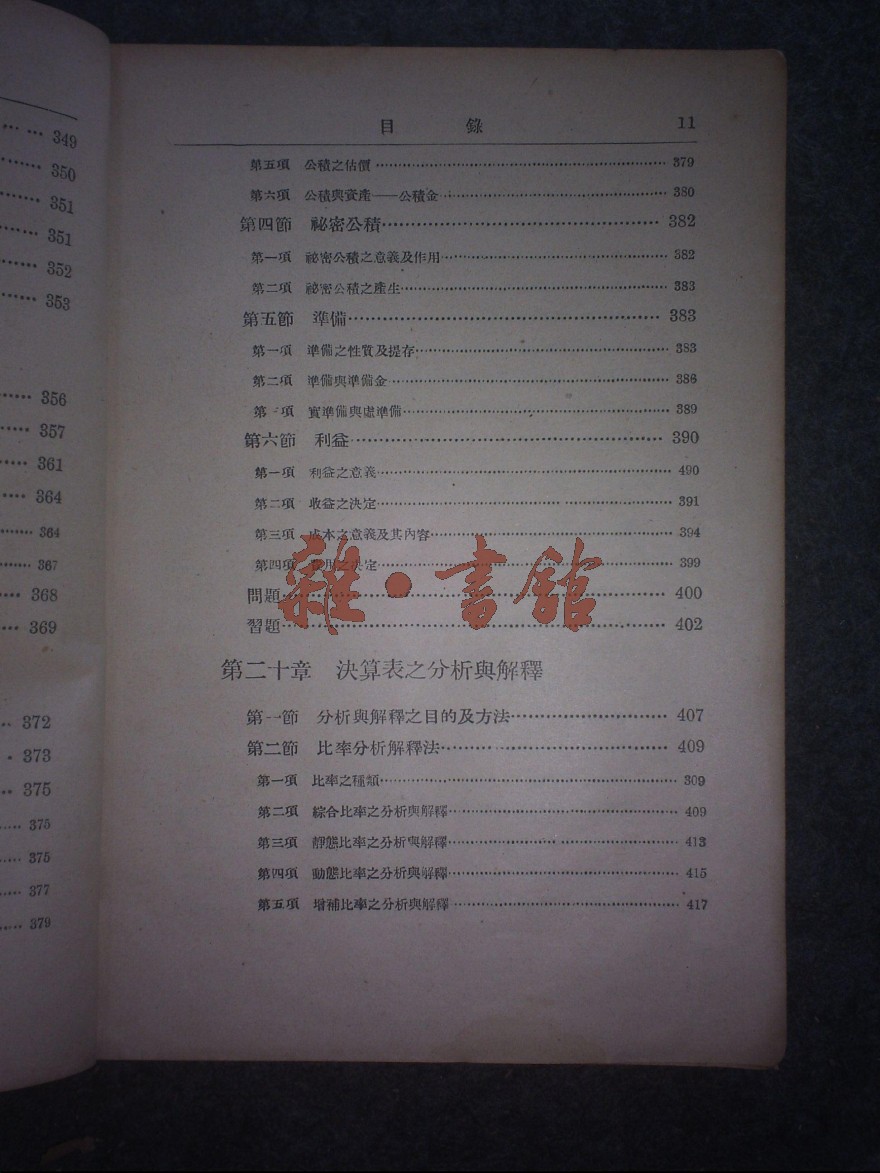 349
350
351
351
352
353
356
357
361
364
364
367
368
369
372
373
375
375
375
377
379
目 錄 11
第五項 公積之估價 379
第六項 公積與資產——公積金 380
第四節 祕密公積 382
第一項 祕密公積之意義及作用 382
第二項 祕密公積之產生 383
第五節 準備 383
第一項 準備之性質及提存 383
第二項 準備與準備金 386
第 項 實準備與虛準備 389
第六節 利益 390
第一項 利益之意義 490
第二項 收益之決定 391
第三項 成本之意義及其內容 394
第四項 費用之決定 399
問題 400
習題 402
雜·書館
第二十章 決算表之分析與解釋
第一節 分析與解釋之目的及方法 407
第二節 比率分析解釋法 409
第一項 比率之種類 309
第二項 綜合比率之分析與解釋 409
第三項 靜態比率之分析與解釋 413
第四項 動態比率之分析與解釋 415
第五項 增補比率之分析與解釋 417